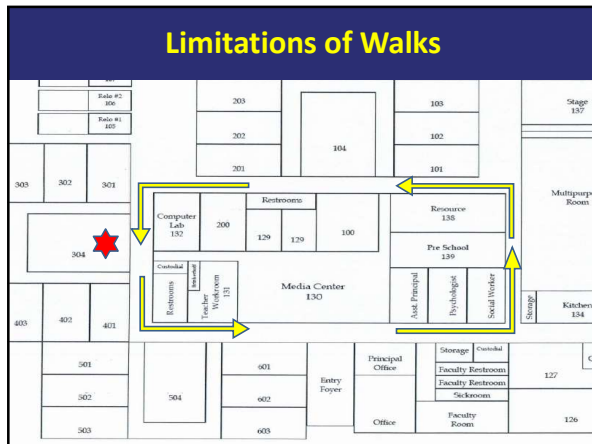 Limitations of Walks
Relo #2
106
Relo #1
105
203
202
201
104
103
102
101
Stage
137
303
302
301
304
403
402
401
Computer
Lab
132
200
Restrooms
129
129
100
Resource
138
Pre School
139
Multipurpose
Room
Custodial
Restrooms
Teacher
Workroom
131
Media Center
130
Asst. Principal
Psychologist
Social Worker
Storage
Kitchen
134
501
502
503
504
601
602
603
Entry
Foyer
Principal
Office
Office
Storage
Custodial
Faculty Restroom
Faculty Restroom
Sickroom
Faculty
Room
127
126